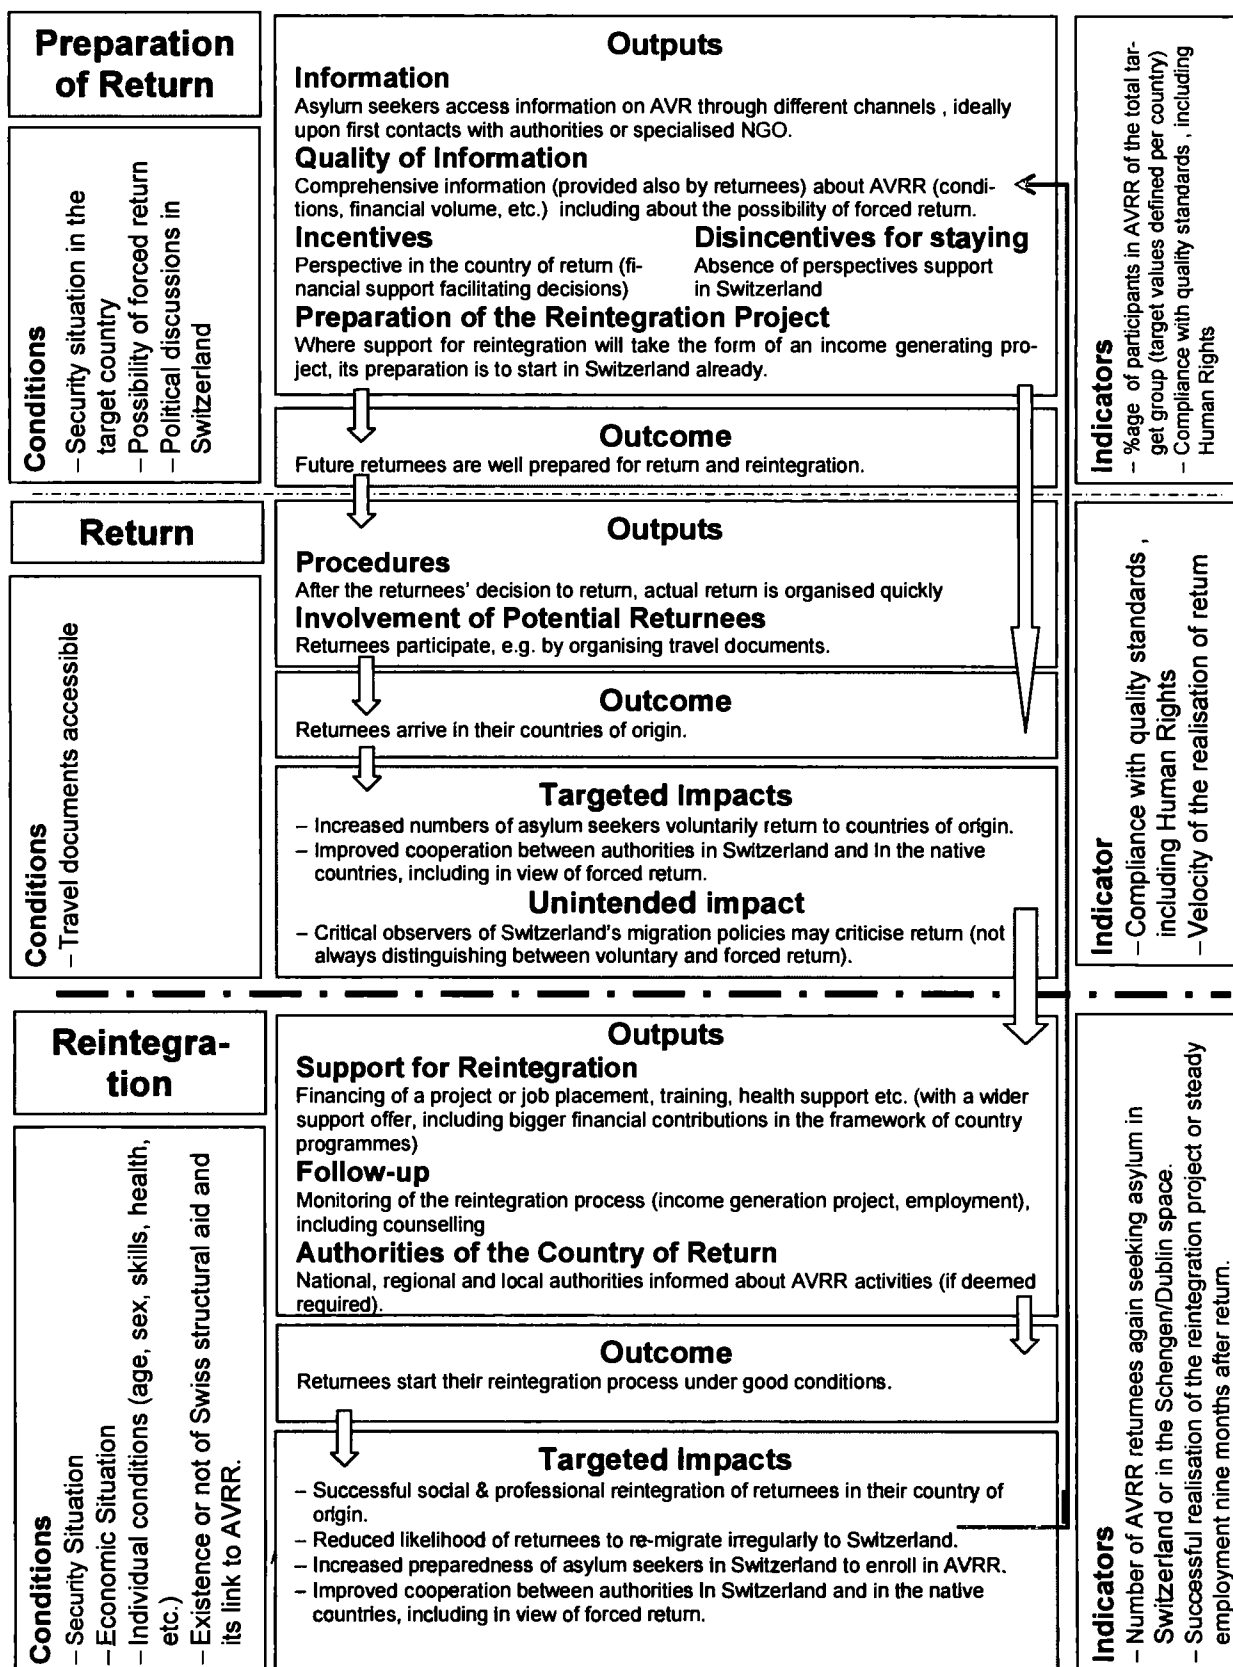 Preparation
of Return
Conditions
– Security situation in the
target country
– Possibility of forced return
– Political discussions in
Switzerland
Outputs
Information
Asylum seekers access information on AVR through different channels , ideally
upon first contacts with authorities or specialised NGO.
Quality of Information
Comprehensive information (provided also by returnees) about AVRR (condi-
tions, financial volume, etc.) including about the possibility of forced return.
Incentives
Perspective in the country of return (fi-
nancial support facilitating decisions)
Disincentives for staying
Absence of perspectives support
in Switzerland
Preparation of the Reintegration Project
Where support for reintegration will take the form of an income generating pro-
ject, its preparation is to start in Switzerland already.
Outcome
Future returnees are well prepared for return and reintegration.
Indicators
– %age of participants in AVRR of the total tar-
get group (target values defined per country)
– Compliance with quality standards , including
Human Rights
Return
Conditions
– Travel documents accessible
Outputs
Procedures
After the returnees' decision to return, actual return is organised quickly
Involvement of Potential Returnees
Returnees participate, e.g. by organising travel documents.
Outcome
Returnees arrive in their countries of origin.
Targeted Impacts
– Increased numbers of asylum seekers voluntarily return to countries of origin.
– Improved cooperation between authorities in Switzerland and in the native
countries, including in view of forced return.
Unintended impact
– Critical observers of Switzerland's migration policies may criticise return (not
always distinguishing between voluntary and forced return).
Indicator
– Compliance with quality standards ,
including Human Rights
– Velocity of the realisation of return
Reintegra-
tion
Conditions
– Security Situation
– Economic Situation
– Individual conditions (age, sex, skills, health,
etc.)
– Existence or not of Swiss structural aid and
its link to AVRR.
Outputs
Support for Reintegration
Financing of a project or job placement, training, health support etc. (with a wider
support offer, including bigger financial contributions in the framework of country
programmes)
Follow-up
Monitoring of the reintegration process (income generation project, employment),
including counselling
Authorities of the Country of Return
National, regional and local authorities informed about AVRR activities (if deemed
required).
Outcome
Returnees start their reintegration process under good conditions.
Targeted Impacts
– Successful social & professional reintegration of returnees in their country of
origin.
– Reduced likelihood of returnees to re-migrate irregularly to Switzerland.
– Increased preparedness of asylum seekers in Switzerland to enroll in AVRR.
– Improved cooperation between authorities in Switzerland and in the native
countries, including in view of forced return.
Indicators
– Number of AVRR returnees again seeking asylum in
Switzerland or in the Schengen/Dublin space.
– Successful realisation of the reintegration project or steady
employment nine months after return.